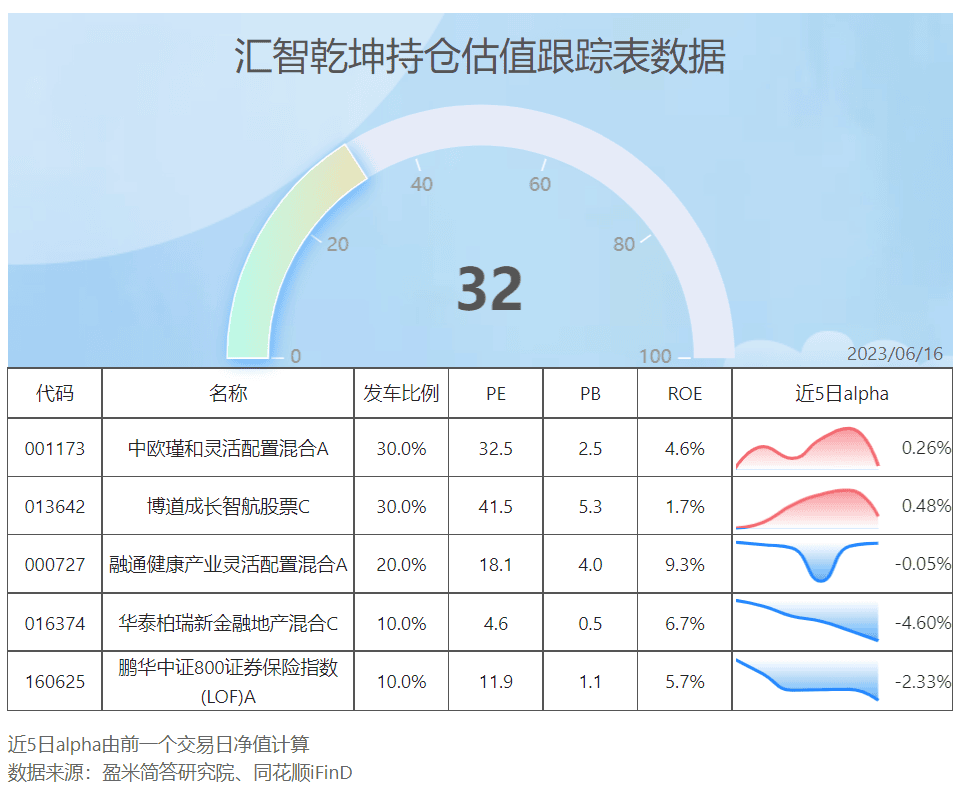 汇智乾坤持仓估值跟踪表数据
40
60
20
80
32
0
100
2023/06/16
代码 名称 发车比例 PE PB ROE 近5日alpha
001173 中欧瑾和灵活配置混合A 30.0% 32.5 2.5 4.6% 0.26%
013642 博道成长智航股票C 30.0% 41.5 5.3 1.7% 0.48%
000727 融通健康产业灵活配置混合A 20.0% 18.1 4.0 9.3% -0.05%
016374 华泰柏瑞新金融地产混合C 10.0% 4.6 0.5 6.7% -4.60%
160625 鹏华中证800证券保险指数
(LOF)A 10.0% 11.9 1.1 5.7% -2.33%
近5日alpha由前一个交易日净值计算
数据来源：盈米简答研究院、同花顺iFinD